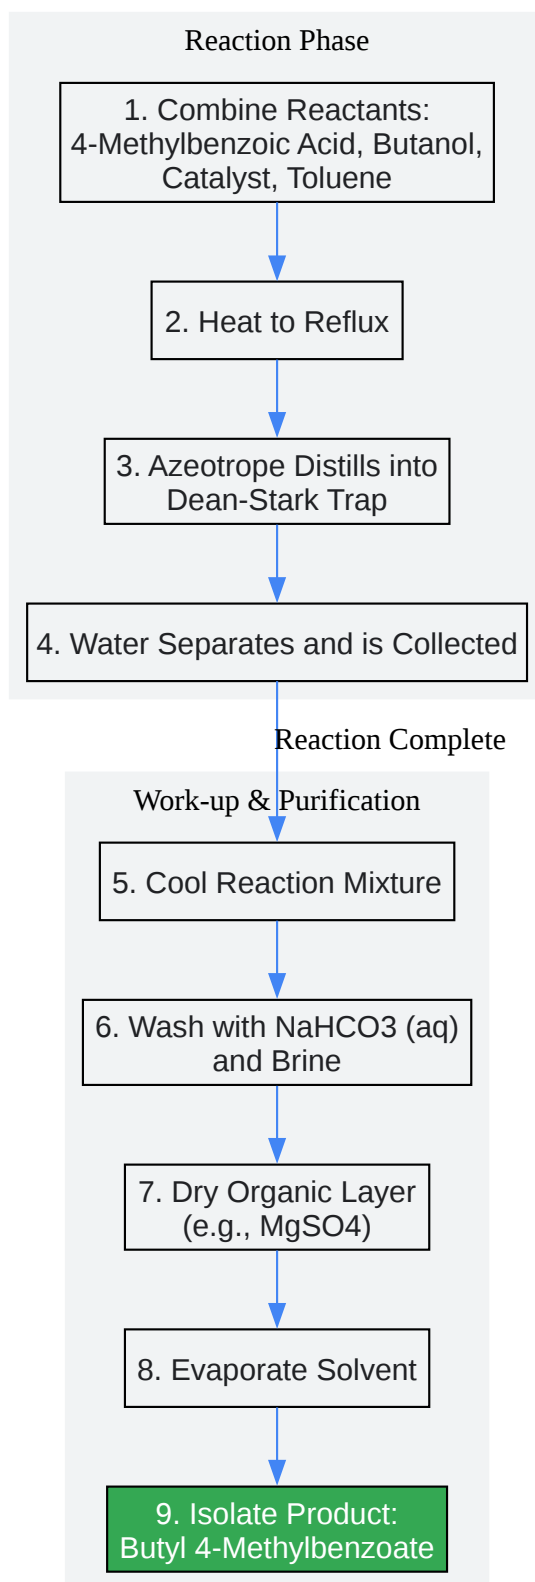 Reaction Phase
1. Combine Reactants:
4-Methylbenzoic Acid, Butanol,
Catalyst, Toluene
2. Heat to Reflux
3. Azeotrope Distills into
Dean-Stark Trap
4. Water Separates and is Collected
Reaction Complete
Work-up & Purification
5. Cool Reaction Mixture
6. Wash with NaHCO3 (aq)
and Brine
7. Dry Organic Layer
(e.g., MgSO4)
8. Evaporate Solvent
9. Isolate Product:
Butyl 4-Methylbenzoate